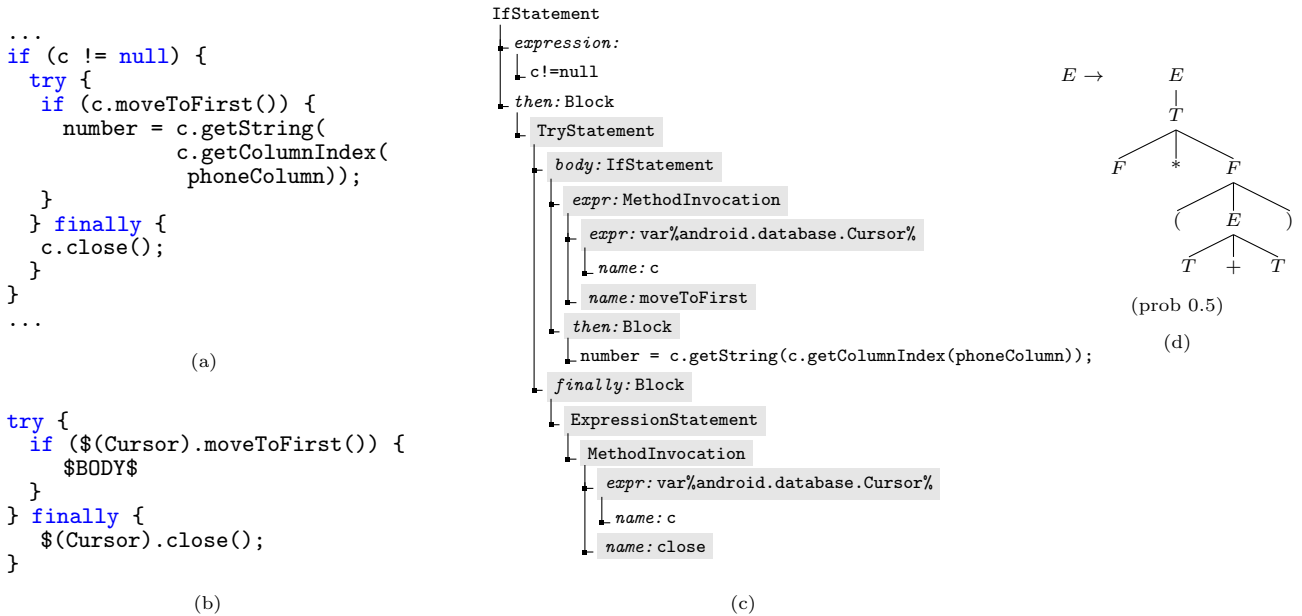 ...
if (c != null) {
try {
if (c.moveToFirst()) {
number = c.getString(
c.getColumnIndex(
phoneColumn));
}
} finally {
c.close();
}
}
...
(a)
try {
if ($(Cursor).moveToFirst()) {
$BODY$
}
} finally {
$(Cursor).close();
}
(b)
IfStatement
expression:
c!=null
then:Block
TryStatement
body:IfStatement
expr:MethodInvocation
expr:var%android.database.Cursor%
name:c
name:moveToFirst
then:Block
number = c.getString(c.getColumnIndex(phoneColumn));
finally:Block
ExpressionStatement
MethodInvocation
expr:var%android.database.Cursor%
name:c
name:close
(c)
E → E
T
F * F
( E )
T + T
(prob 0.5)
(d)